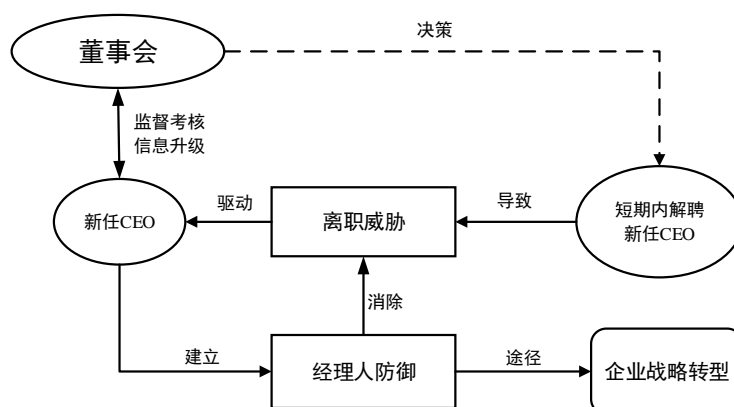 决策
董事会
监督考核
信息升级
新任CEO
驱动
离职威胁
导致
短期内解聘
新任CEO
消除
建立
经理人防御
途径
企业战略转型